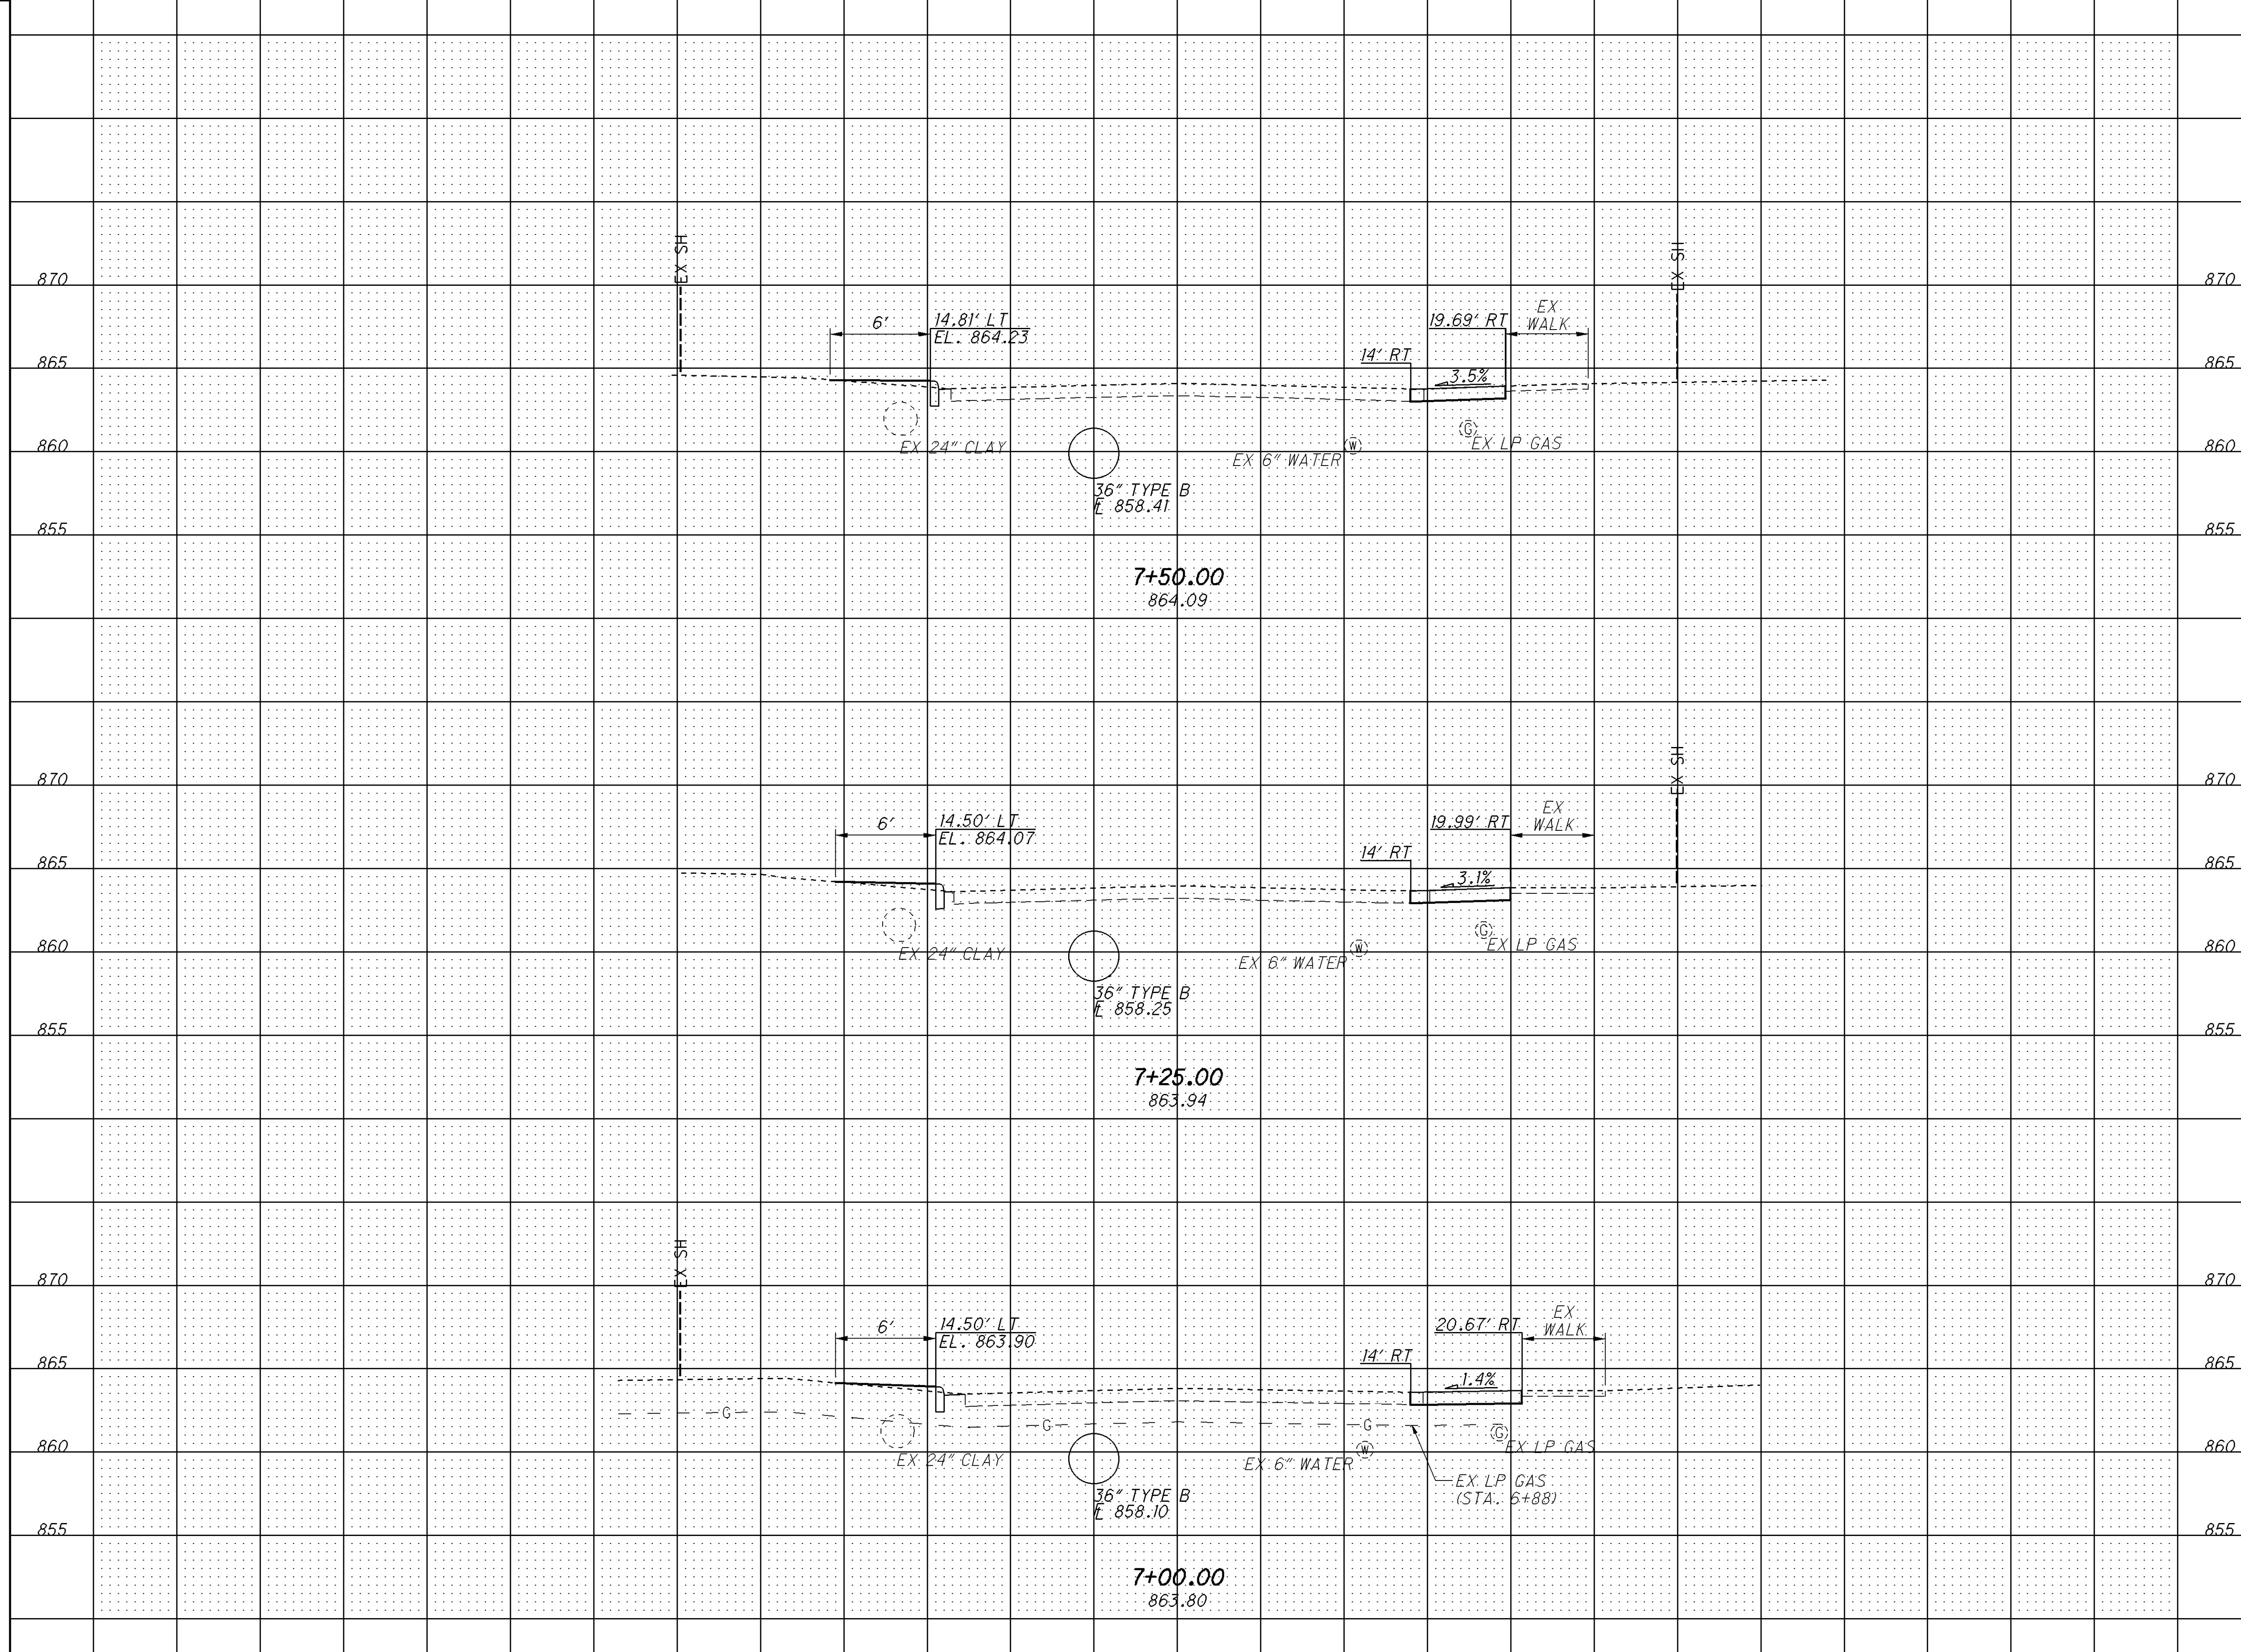 EX SH
EX SH
870
870
6'
14.81' LT
EL. 864.23
19.69' RT
EX
WALK
14' RT
865
865
3.5%
EX 24" CLAY
EX 6" WATER
W
G
EX LP GAS
860
860
36" TYPE B
858.41
855
855
7+50.00
864.09
EX SH
870
870
6'
14.50' LT
EL. 864.07
19.99' RT
EX
WALK
14' RT
865
865
3.1%
EX 24" CLAY
EX 6" WATER
W
G
EX LP GAS
860
860
36" TYPE B
858.25
855
855
7+25.00
863.94
EX SH
870
870
6'
14.50' LT
EL. 863.90
20.67' RT
EX
WALK
14' RT
865
865
1.4%
G
G
G
G
EX 24" CLAY
EX 6" WATER
W
EX LP GAS
860
860
EX LP GAS
(STA. 6+88)
36" TYPE B
858.10
855
855
7+00.00
863.80